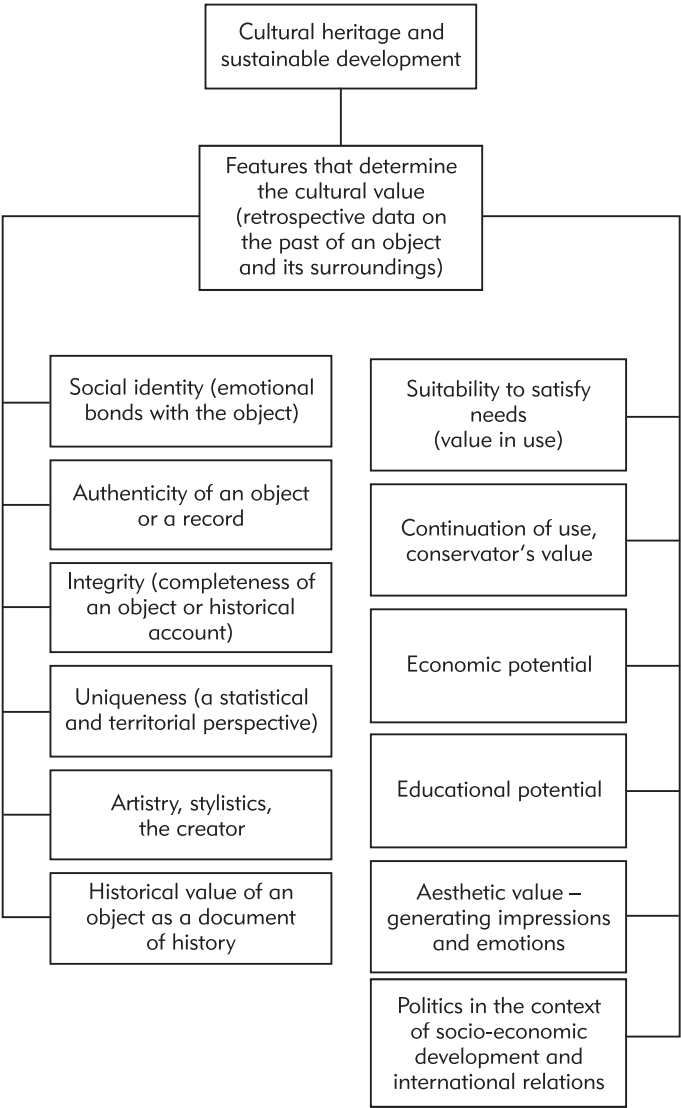 Cultural heritage and
sustainable development
Features that determine
the cultural value
(retrospective data on
the past of an object
and its surroundings)
Social identity (emotional
bonds with the object)
Authenticity of an object
or a record
Integrity (completeness of
an object or historical
account)
Uniqueness (a statistical
and territorial perspective)
Artistry, stylistics,
the creator
Historical value of an
object as a document
of history
Suitability to satisfy
needs
(value in use)
Continuation of use,
conservator‘s value
Economic potential
Educational potential
Aesthetic value –
generating impressions
and emotions
Politics in the context
of socio-economic
development and
international relations